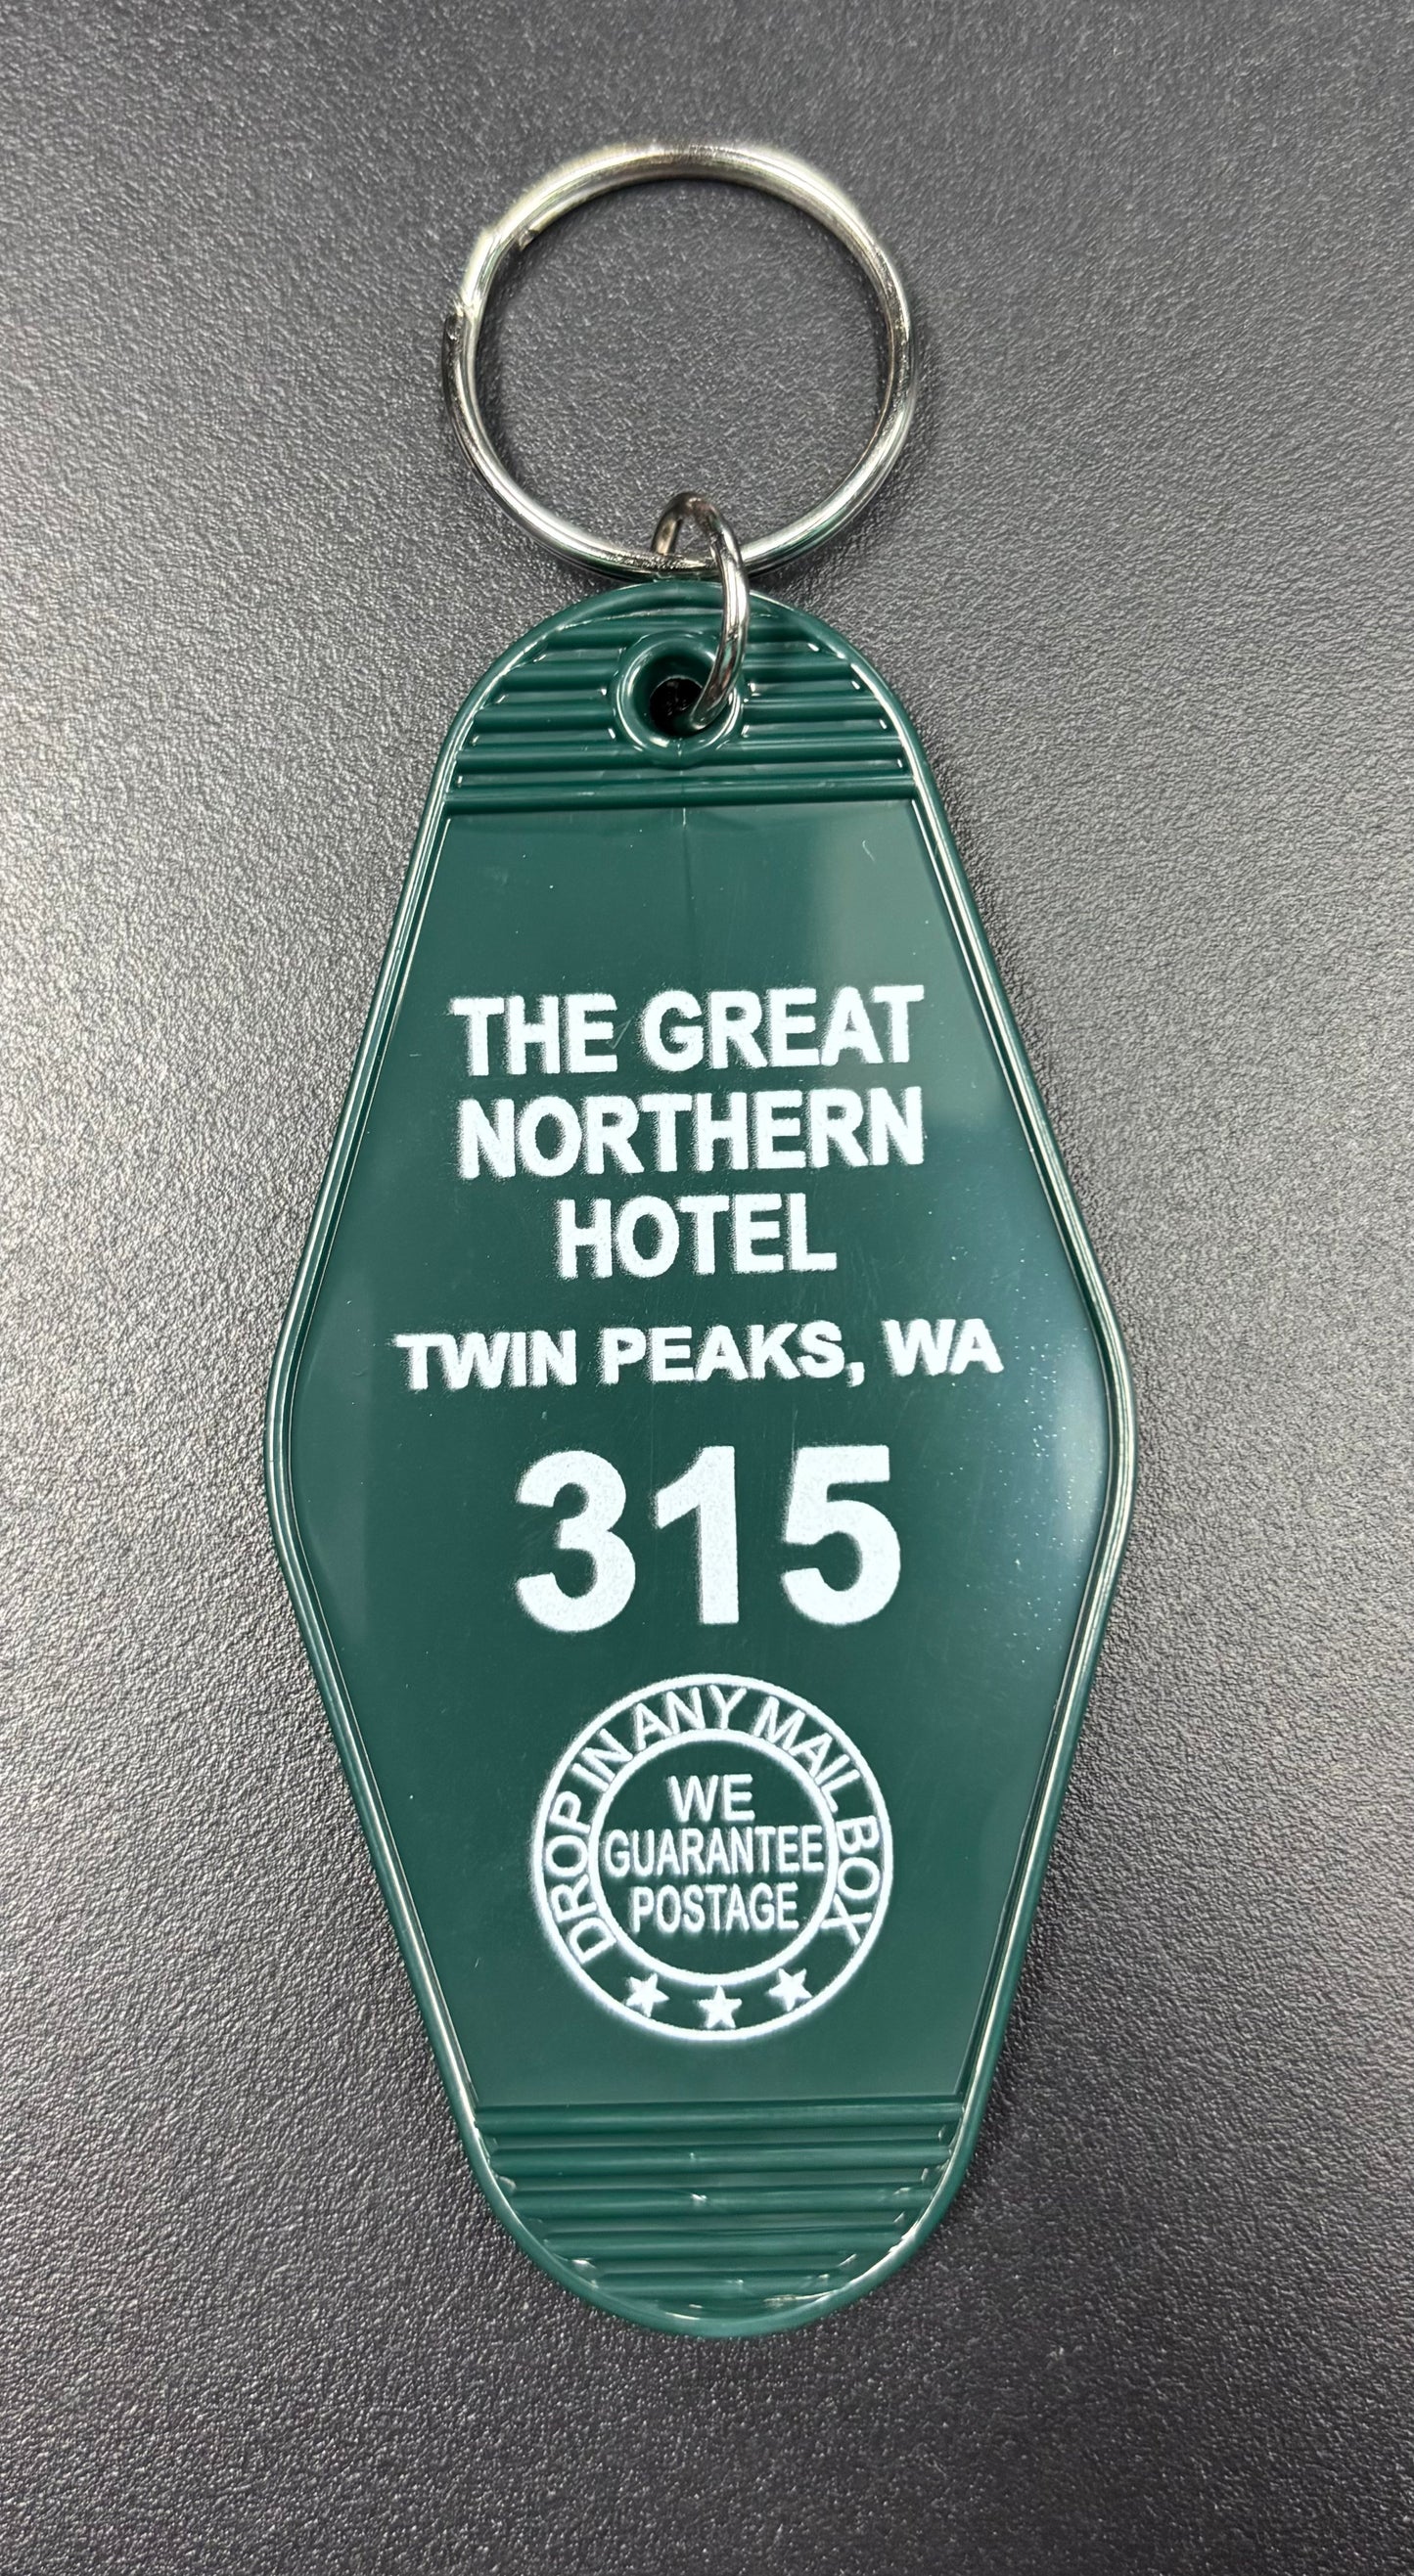 THE GREAT
NORTHERN
HOTEL
TWIN PEAKS, WA
315
DROP IN ANY MAIL BOX
WE
GUARANTEE
POSTAGE